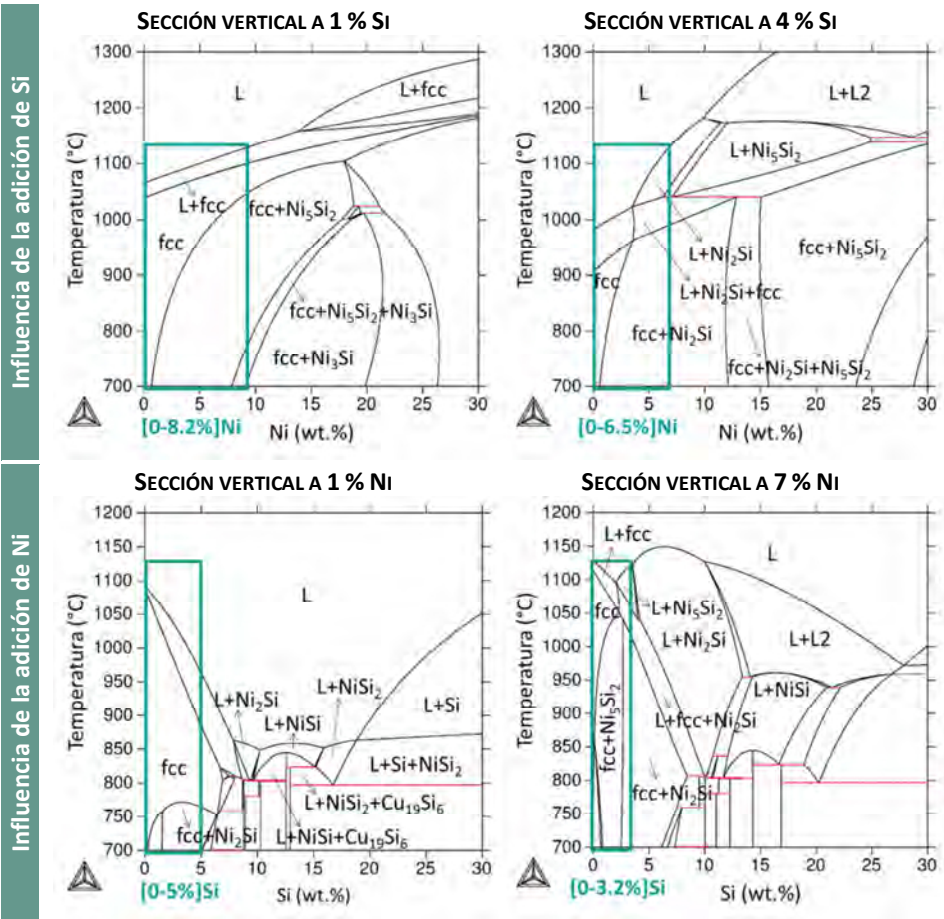 Influencia de la adición de Si
SECCIÓN VERTICAL A 1 % SI
1300
1200
1100
1000
900
800
700
Temperatura (°C)
L
L+fcc
L+fcc
fcc
fcc+Ni5Si2
fcc+Ni5Si2+Ni3Si
fcc+Ni3Si
0 5 10 15 20 25 30
[0-8.2%]Ni
Ni (wt.%)
SECCIÓN VERTICAL A 4 % SI
1300
1200
1100
1000
900
800
700
Temperatura (°C)
L
L+L2
L+Ni5Si2
L+Ni2Si
fcc+Ni5Si2
fcc
L+Ni2Si+fcc
fcc+Ni2Si
fcc+Ni2Si+Ni5Si2
0 5 10 15 20 25 30
[0-6.5%]Ni
Ni (wt.%)
Influencia de la adición de Ni
SECCIÓN VERTICAL A 1 % NI
1200
1150
1100
1050
1000
950
900
850
800
750
700
Temperatura (°C)
L
L+Ni2Si
L+NiSi2
L+NiSi
L+Si
fcc
L+Si+NiSi2
L+NiSi2+Cu19Si6
fcc+Ni2Si
L+NiSi+Cu19Si6
0 5 10 15 20 25 30
[0-5%]Si
Si (wt.%)
SECCIÓN VERTICAL A 7 % NI
1200
1150
1100
1050
1000
950
900
850
800
750
700
Temperatura (°C)
L+fcc
L
fcc
L+Ni5Si2
L+Ni2Si
L+L2
L+NiSi
fcc+Ni5Si2
L+fcc+Ni2Si
fcc+Ni2Si
0 5 10 15 20 25 30
[0-3.2%]Si
Si (wt.%)